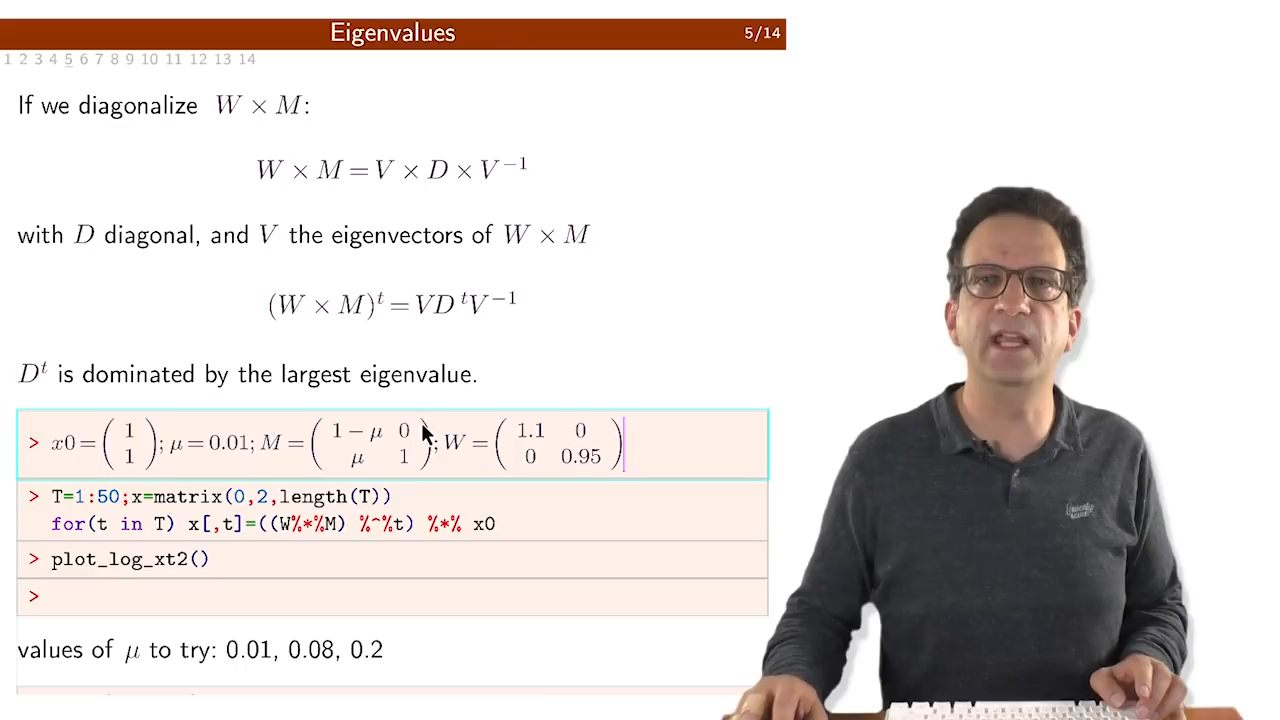 Eigenvalues 5/14
1 2 3 4 5 6 7 8 9 10 11 12 13 14
If we diagonalize W × M:
W × M = V × D × V⁻¹
with D diagonal, and V the eigenvectors of W × M
(W × M)ᵗ = VD ᵗV⁻¹
Dᵗ is dominated by the largest eigenvalue.
> x0 = ( 1 ; 1 ); μ = 0.01; M = ( 1 − μ 0 ; μ 1 ); W = ( 1.1 0 ; 0 0.95 )
> T=1:50;x=matrix(0,2,length(T))
for(t in T) x[,t]=((W%*%M) %^%t) %*% x0
> plot_log_xt2()
>
values of μ to try: 0.01, 0.08, 0.2